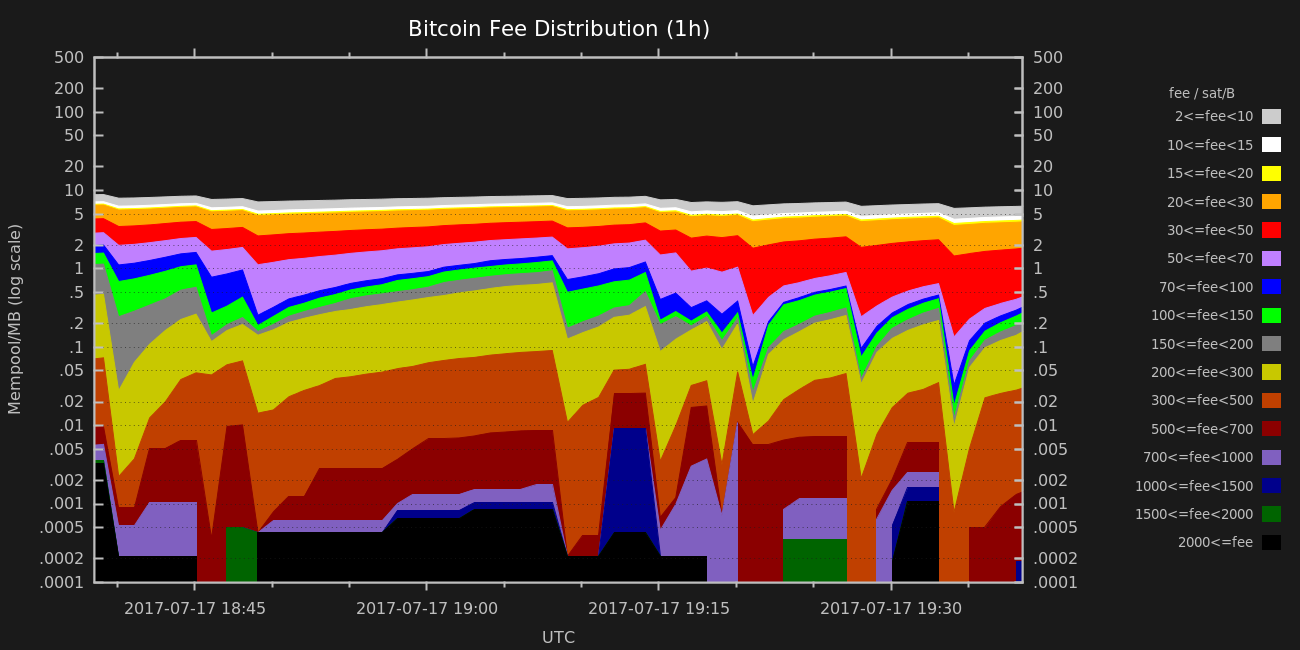 Bitcoin Fee Distribution (1h)
500
200
100
50
20
10
5
2
1
.5
.2
.1
.05
.02
.01
.005
.002
.001
.0005
.0002
.0001
Mempool/MB (log scale)
500
200
100
50
20
10
5
2
1
.5
.2
.1
.05
.02
.01
.005
.002
.001
.0005
.0002
.0001
2017-07-17 18:45 2017-07-17 19:00 2017-07-17 19:15 2017-07-17 19:30
UTC
fee / sat/B
2<=fee<10
10<=fee<15
15<=fee<20
20<=fee<30
30<=fee<50
50<=fee<70
70<=fee<100
100<=fee<150
150<=fee<200
200<=fee<300
300<=fee<500
500<=fee<700
700<=fee<1000
1000<=fee<1500
1500<=fee<2000
2000<=fee